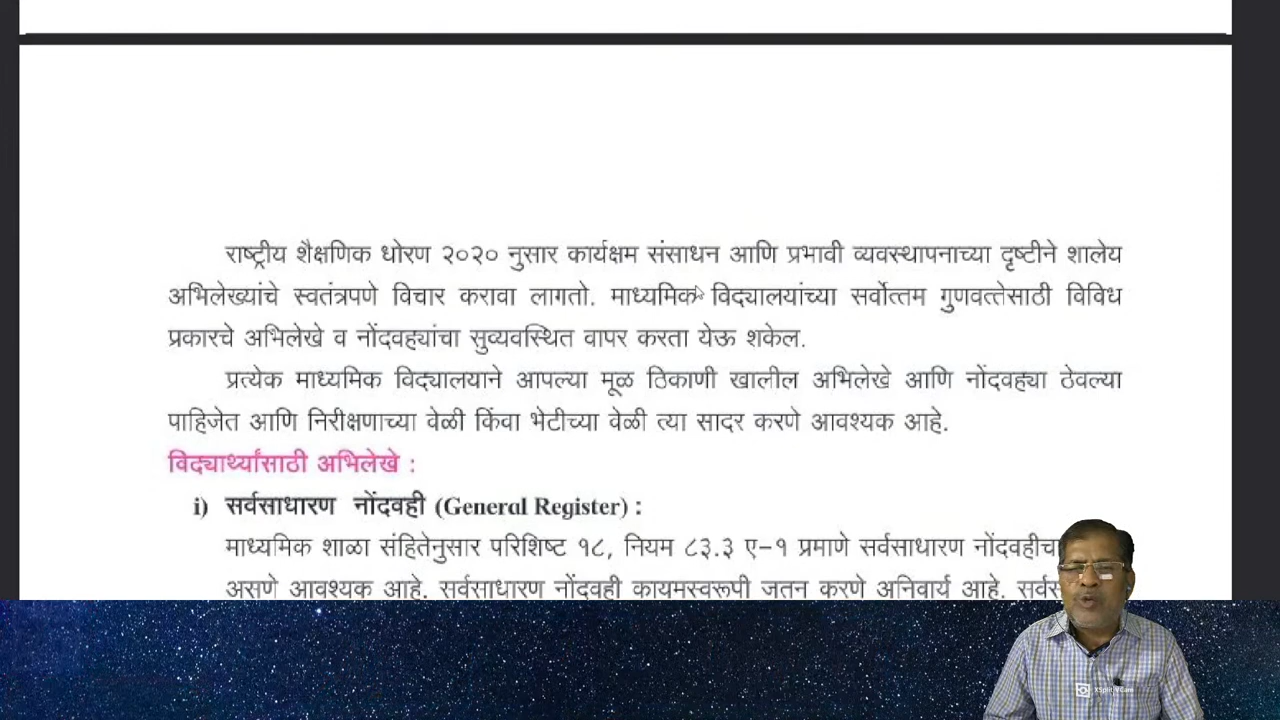 राष्ट्रीय शैक्षणिक धोरण २०२० नुसार कार्यक्षम संसाधन आणि प्रभावी व्यवस्थापनाच्या दृष्टीने शालेय
अभिलेख्यांचे स्वतंत्रपणे विचार करावा लागतो. माध्यमिक विद्यालयांच्या सर्वोत्तम गुणवत्तेसाठी विविध
प्रकारचे अभिलेखे व नोंदवह्यांचा सुव्यवस्थित वापर करता येऊ शकेल.
प्रत्येक माध्यमिक विद्यालयाने आपल्या मूळ ठिकाणी खालील अभिलेखे आणि नोंदवह्या ठेवल्या
पाहिजेत आणि निरीक्षणाच्या वेळी किंवा भेटीच्या वेळी त्या सादर करणे आवश्यक आहे.
विद्यार्थ्यांसाठी अभिलेखे :
i) सर्वसाधारण नोंदवही (General Register) :
माध्यमिक शाळा संहितेनुसार परिशिष्ट १८, नियम ८३.३ ए-१ प्रमाणे सर्वसाधारण
असणे आवश्यक आहे. सर्वसाधारण नोंदवही कायमस्वरूपी जतन करणे अनिवार्य आहे.
XSplit VCam